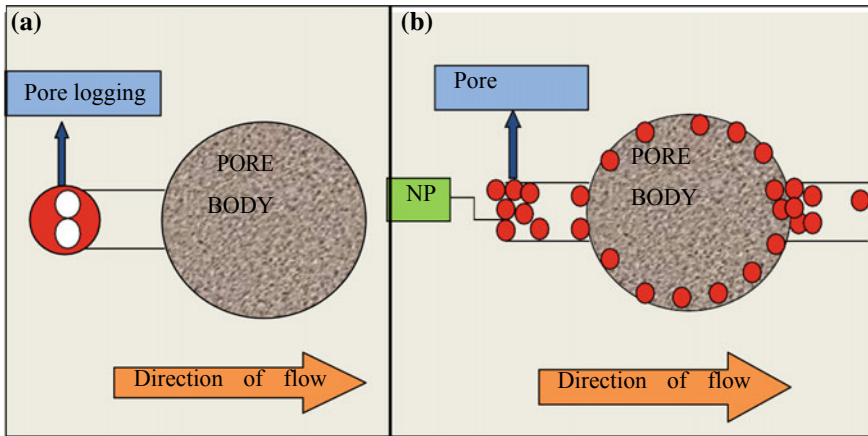 (a)
Pore logging
PORE
BODY
Direction of flow
(b)
Pore
NP
PORE
BODY
Direction of flow